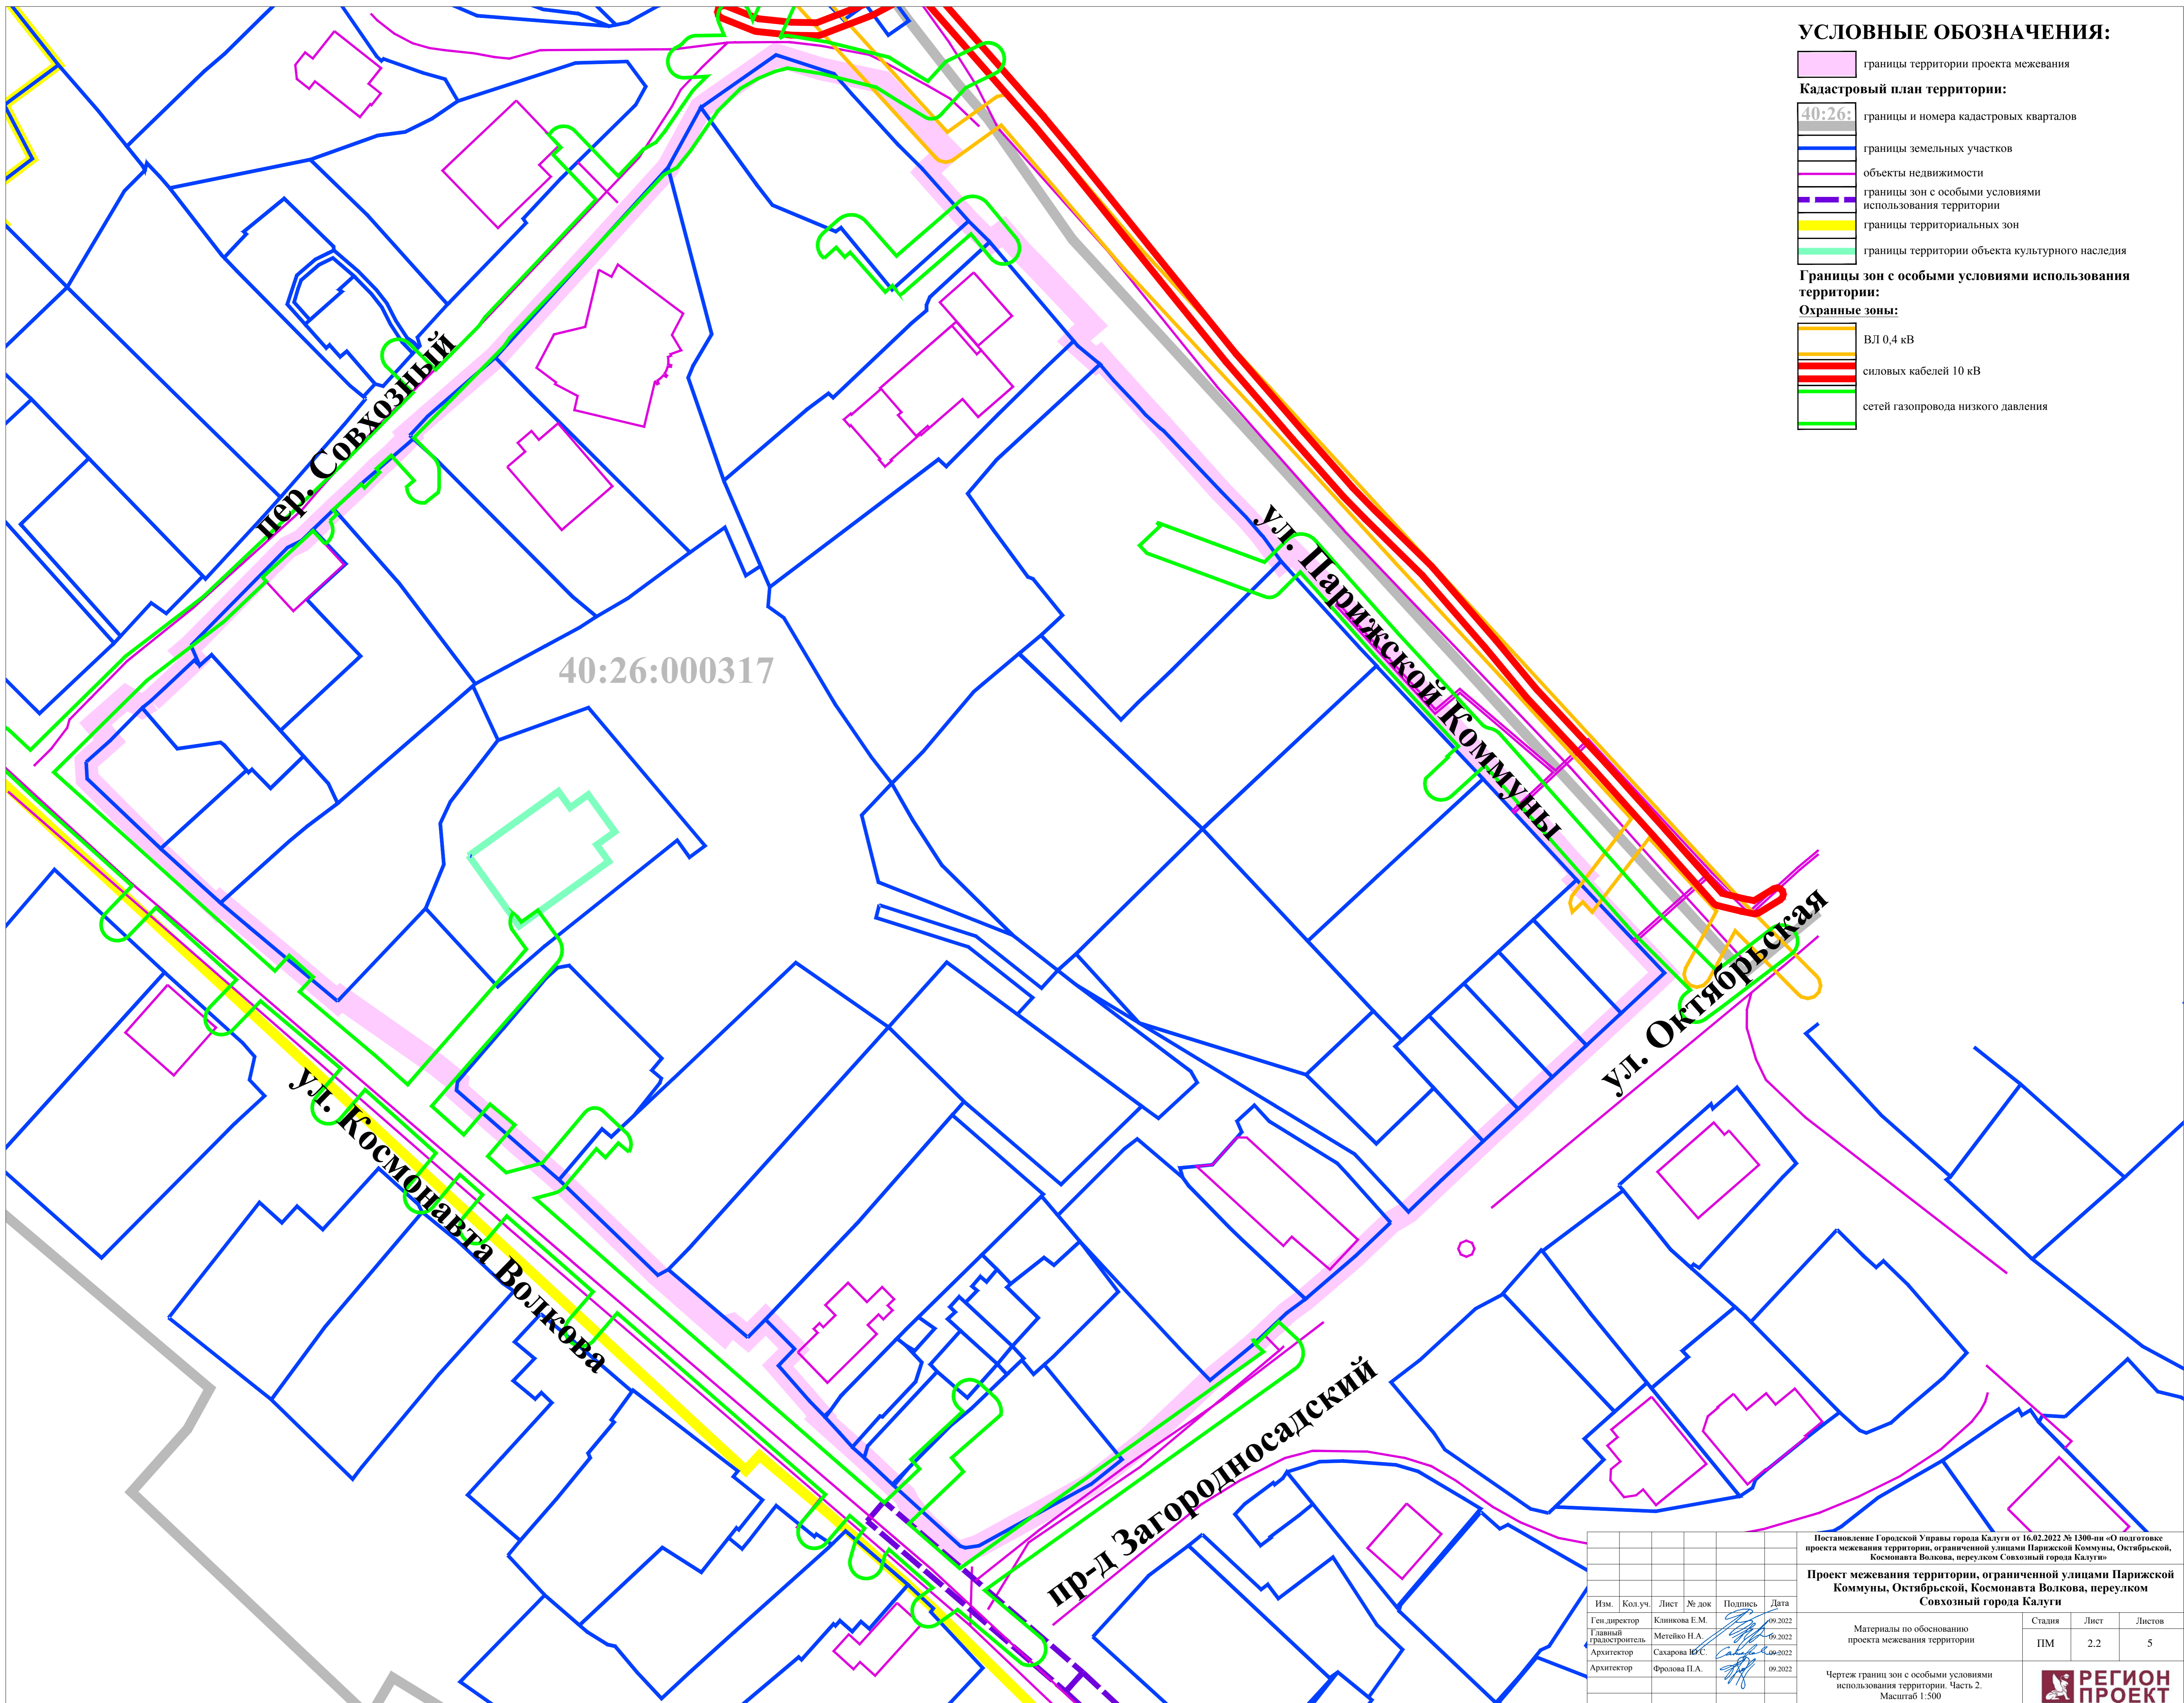 УСЛОВНЫЕ ОБОЗНАЧЕНИЯ:
границы территории проекта межевания
Кадастровый план территории:
40:26:
границы и номера кадастровых кварталов
границы земельных участков
объекты недвижимости
границы зон с особыми условиями
использования территории
границы территориальных зон
границы территории объекта культурного наследия
Границы зон с особыми условиями использования
территории:
Охранные зоны:
ВЛ 0,4 кВ
силовых кабелей 10 кВ
сетей газопровода низкого давления
пер. Совхозный
ул. Парижской Коммуны
40:26:000317
ул. Октябрьская
ул. Космонавта Волкова
пр-д Загородносадский
Постановление Городской Управы города Калуги от 16.02.2022 № 1300-пи «О подготовке
проекта межевания территории, ограниченной улицами Парижской Коммуны, Октябрьской,
Космонавта Волкова, переулком Совхозный города Калуги»
Проект межевания территории, ограниченной улицами Парижской
Коммуны, Октябрьской, Космонавта Волкова, переулком
Совхозный города Калуги
Изм. Кол.уч. Лист № док Подпись Дата
Ген.директор Клинкова Е.М. 09.2022
Главный
градостроитель Метейко Н.А. 09.2022
Архитектор Сахарова Ю.С. 09.2022
Архитектор Фролова П.А. 09.2022
Материалы по обоснованию
проекта межевания территории
Стадия Лист Листов
ПМ 2.2 5
Чертеж границ зон с особыми условиями
использования территории. Часть 2.
Масштаб 1:500
РЕГИОН
ПРОЕКТ